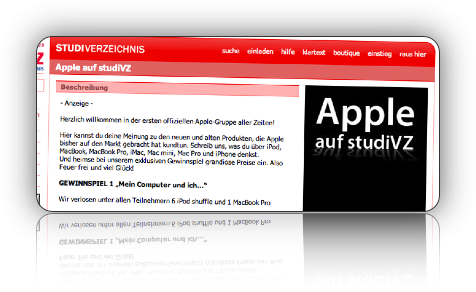 STUDIVERZEICHNIS
suche einladen hilfe klartext boutique einstieg raus hier
Apple auf studiVZ
Beschreibung
- Anzeige -
Herzlich willkommen in der ersten offiziellen Apple-Gruppe aller Zeiten!
Hier kannst du deine Meinung zu den neuen und alten Produkten, die Apple
bisher auf den Markt gebracht hat kundtun. Schreib uns, was du über iPod,
MacBook, MacBook Pro, iMac, Mac mini, Mac Pro und iPhone denkst.
Und heimse bei unserem exklusiven Gewinnspiel grandiose Preise ein. Also
Feuer frei und viel Glück!
GEWINNSPIEL 1 „Mein Computer und ich..."
Wir verlosen unter allen Teilnehmern 6 iPod shuffle und 1 MacBook Pro
Apple
auf studiVZ